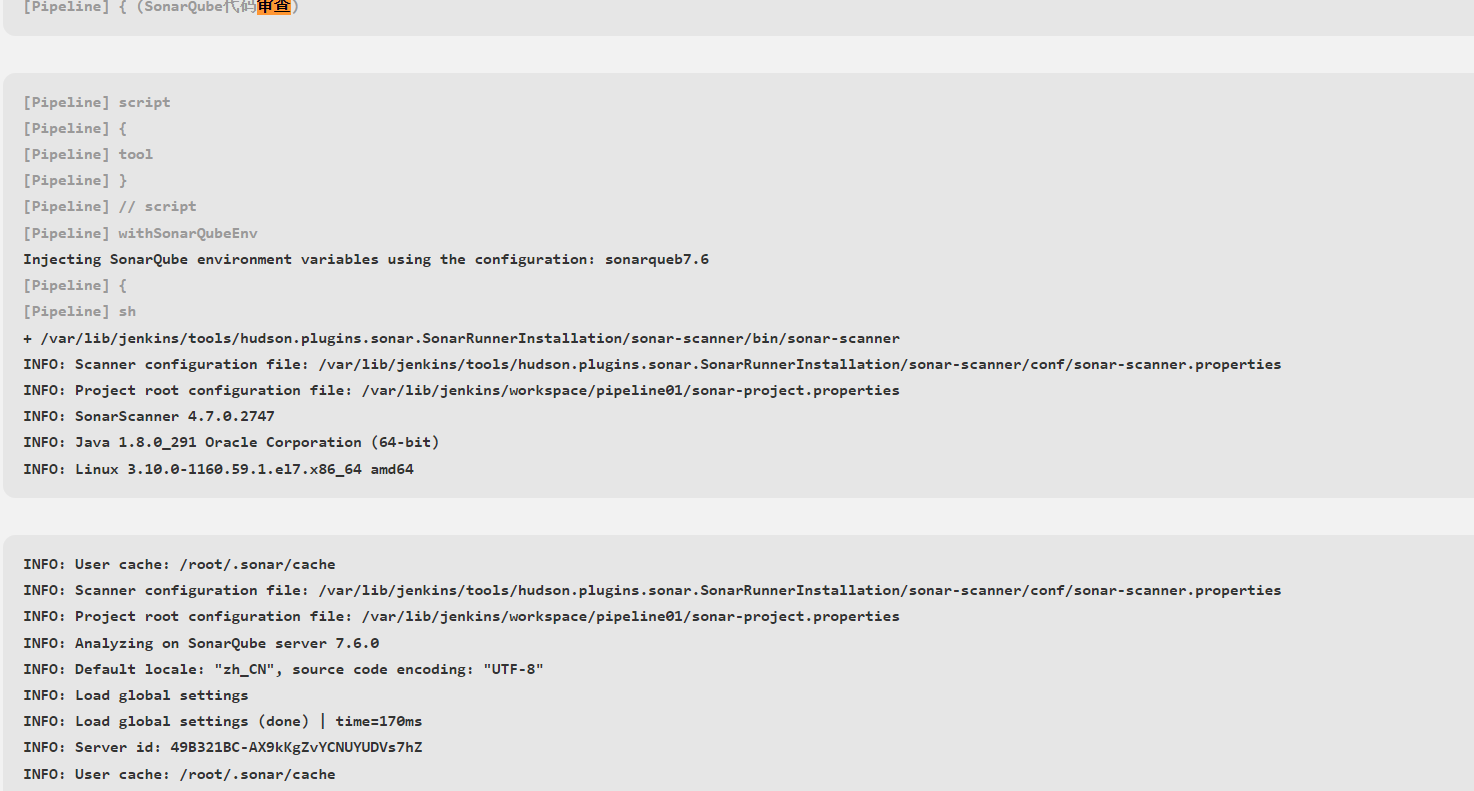 [Pipeline] { (SonarQube代码审查)
[Pipeline] script
[Pipeline] {
[Pipeline] tool
[Pipeline] }
[Pipeline] // script
[Pipeline] withSonarQubeEnv
Injecting SonarQube environment variables using the configuration: sonarqueb7.6
[Pipeline] {
[Pipeline] sh
+ /var/lib/jenkins/tools/hudson.plugins.sonar.SonarRunnerInstallation/sonar-scanner/bin/sonar-scanner
INFO: Scanner configuration file: /var/lib/jenkins/tools/hudson.plugins.sonar.SonarRunnerInstallation/sonar-scanner/conf/sonar-scanner.properties
INFO: Project root configuration file: /var/lib/jenkins/workspace/pipeline01/sonar-project.properties
INFO: SonarScanner 4.7.0.2747
INFO: Java 1.8.0_291 Oracle Corporation (64-bit)
INFO: Linux 3.10.0-1160.59.1.el7.x86_64 amd64
INFO: User cache: /root/.sonar/cache
INFO: Scanner configuration file: /var/lib/jenkins/tools/hudson.plugins.sonar.SonarRunnerInstallation/sonar-scanner/conf/sonar-scanner.properties
INFO: Project root configuration file: /var/lib/jenkins/workspace/pipeline01/sonar-project.properties
INFO: Analyzing on SonarQube server 7.6.0
INFO: Default locale: "zh_CN", source code encoding: "UTF-8"
INFO: Load global settings
INFO: Load global settings (done) | time=170ms
INFO: Server id: 49B321BC-AX9kKgZvYCNUYUDVs7hZ
INFO: User cache: /root/.sonar/cache